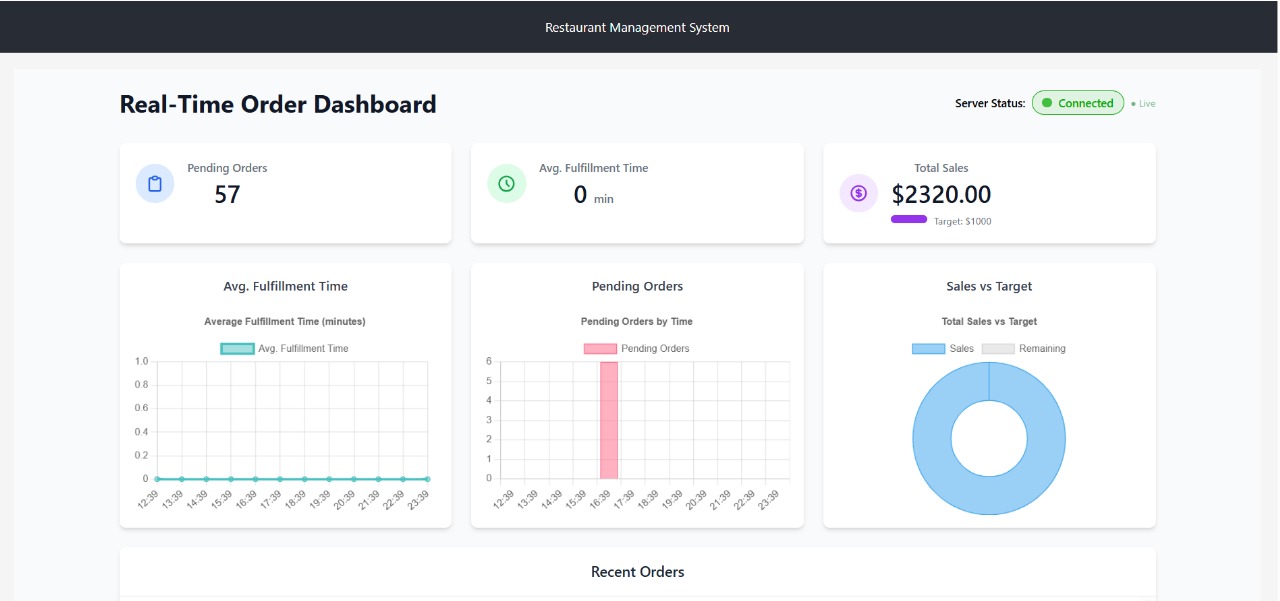 Restaurant Management System
Real-Time Order Dashboard
Server Status: Connected Live
Pending Orders
57
Avg. Fulfillment Time
0 min
Total Sales
$2320.00
Target: $1000
Avg. Fulfillment Time
Average Fulfillment Time (minutes)
Avg. Fulfillment Time
1.0
0.8
0.6
0.4
0.2
0
12:39 13:39 14:39 15:39 16:39 17:39 18:39 19:39 20:39 21:39 22:39 23:39
Pending Orders
Pending Orders by Time
Pending Orders
6
5
4
3
2
1
0
12:39 13:39 14:39 15:39 16:39 17:39 18:39 19:39 20:39 21:39 22:39 23:39
Sales vs Target
Total Sales vs Target
Sales Remaining
Recent Orders